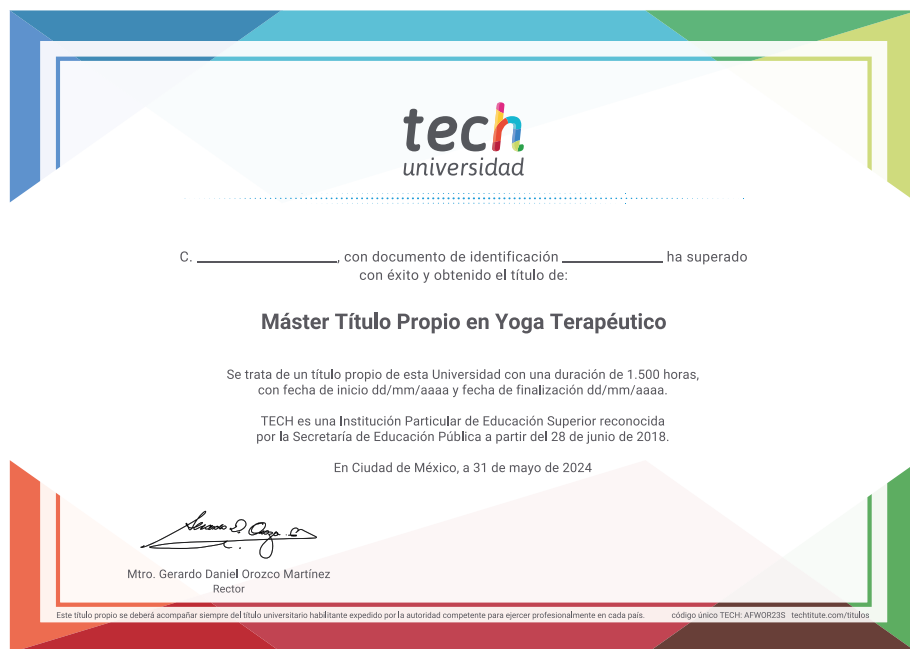 tech
universidad
C. ____________, con documento de identificación ____________ ha superado
con éxito y obtenido el título de:
Máster Título Propio en Yoga Terapéutico
Se trata de un título propio de esta Universidad con una duración de 1.500 horas,
con fecha de inicio dd/mm/aaaa y fecha de finalización dd/mm/aaaa.
TECH es una Institución Particular de Educación Superior reconocida
por la Secretaría de Educación Pública a partir del 28 de junio de 2018.
En Ciudad de México, a 31 de mayo de 2024
Mtro. Gerardo Daniel Orozco Martínez
Rector
Este título propio se deberá acompañar siempre del título universitario habilitante expedido por la autoridad competente para ejercer profesionalmente en cada país. código único TECH: AFWOR23S techtitute.com/titulos